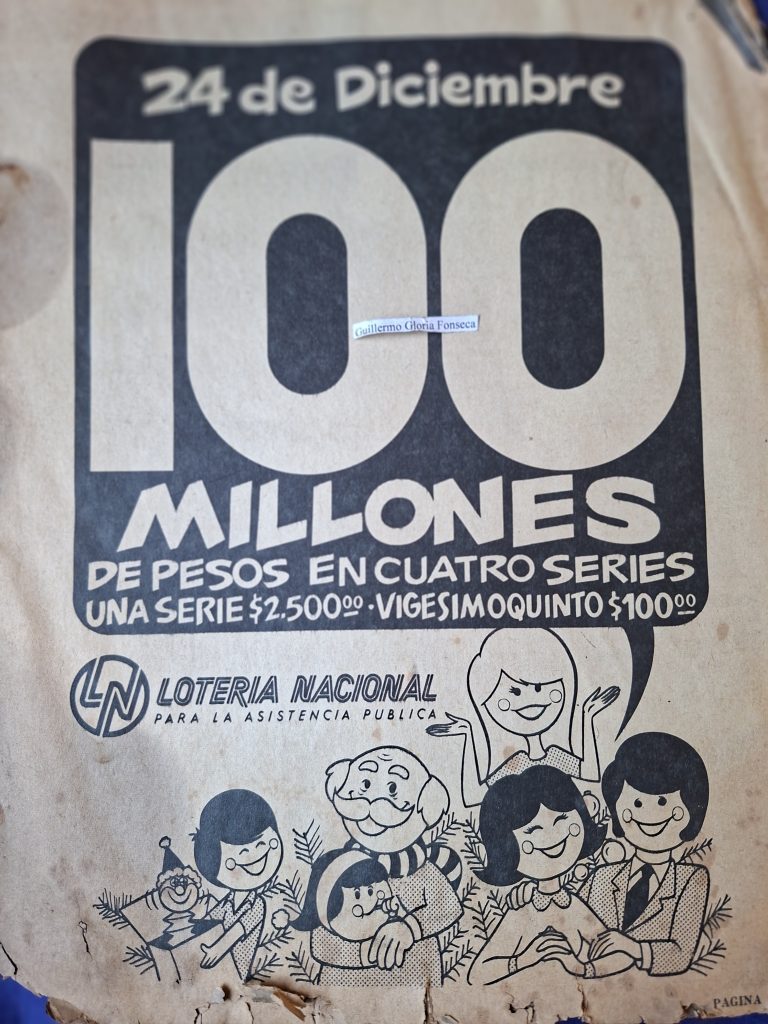 24 de Diciembre
100
Guillermo Gloria Fonseca
MILLONES
DE PESOS EN CUATRO SERIES
UNA SERIE $2.500⁰⁰ · VIGESIMOQUINTO $100⁰⁰
LN LOTERIA NACIONAL
PARA LA ASISTENCIA PUBLICA
PAGINA